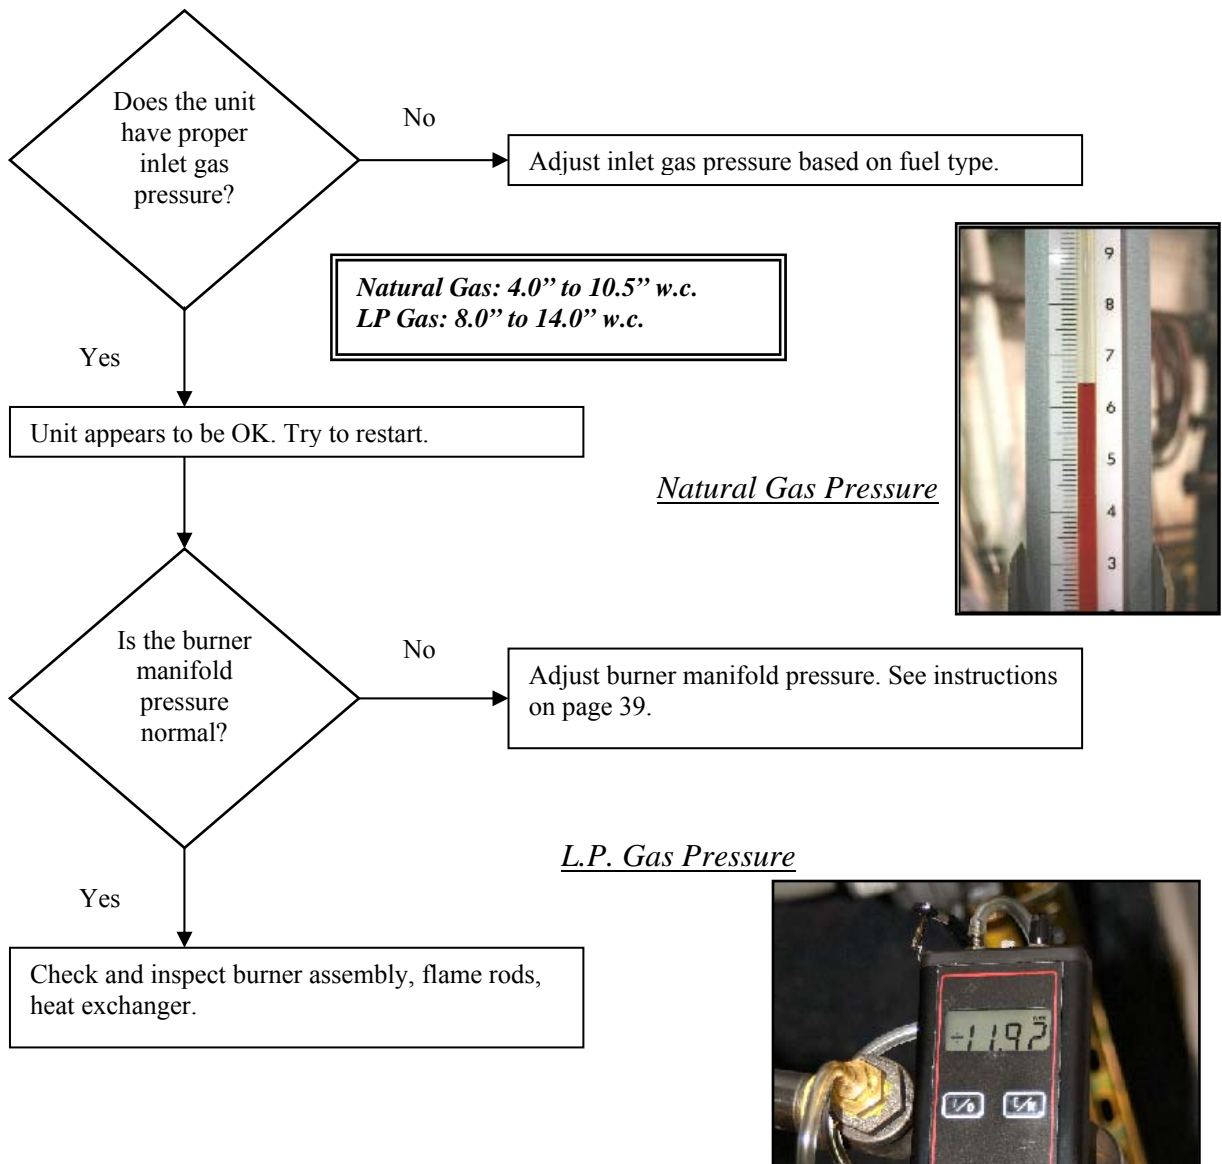 Does the unit
have proper
inlet gas
pressure?
No
Adjust inlet gas pressure based on fuel type.
Natural Gas: 4.0” to 10.5” w.c.
LP Gas: 8.0” to 14.0” w.c.
Yes
Unit appears to be OK. Try to restart.
Natural Gas Pressure
9
8
7
6
5
4
3
Is the burner
manifold
pressure
normal?
No
Adjust burner manifold pressure. See instructions
on page 39.
L.P. Gas Pressure
Yes
Check and inspect burner assembly, flame rods,
heat exchanger.
-11.92